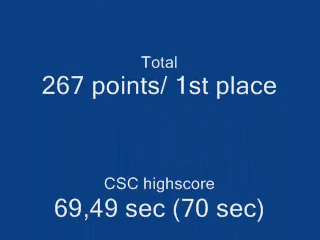 Total
267 points/ 1st place
CSC highscore
69,49 sec (70 sec)